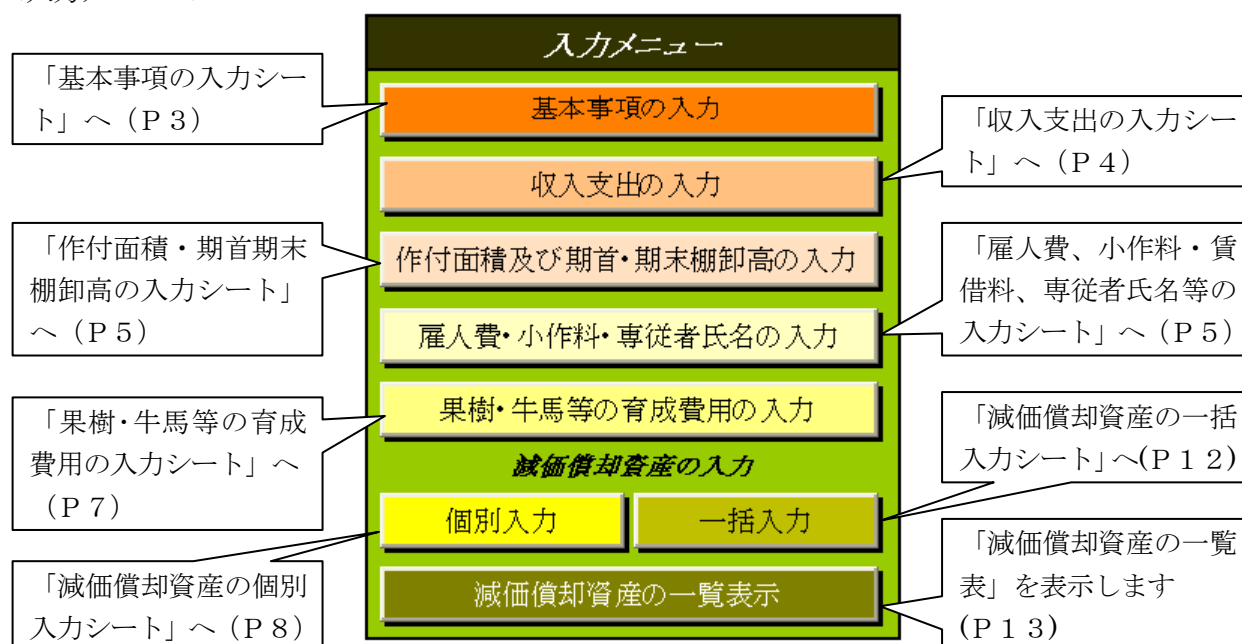 入力メニュー
「基本事項の入力シー
ト」へ（P３）
基本事項の入力
「収入支出の入力シー
ト」へ（P４）
収入支出の入力
「作付面積・期首期末
棚卸高の入力シート」
へ（P５）
作付面積及び期首・期末棚卸高の入力
「雇人費、小作料・賃
借料、専従者氏名等の
入力シート」へ（P５）
雇人費・小作料・専従者氏名の入力
「果樹・牛馬等の育成
費用の入力シート」へ
（P７）
果樹・牛馬等の育成費用の入力
「減価償却資産の一括
入力シート」へ(P１２)
減価償却資産の入力
個別入力
一括入力
「減価償却資産の個別
入力シート」へ（P８）
「減価償却資産の一覧
表」を表示します
(P１３)
減価償却資産の一覧表示